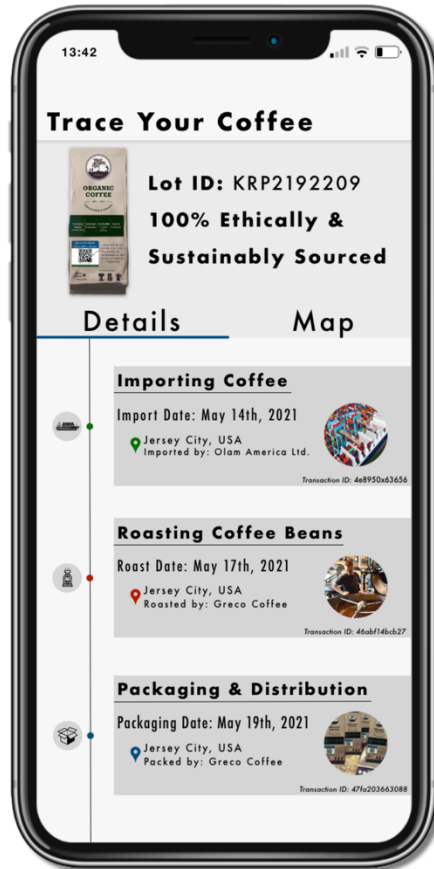 13:42
Trace Your Coffee
ORGANIC
COFFEE
Lot ID: KRP2192209
100% Ethically &
Sustainably Sourced
Details
Map
Importing Coffee
Import Date: May 14th, 2021
Jersey City, USA
Imported by: Olam America Ltd.
Transaction ID: 4e8950x63656
Roasting Coffee Beans
Roast Date: May 17th, 2021
Jersey City, USA
Roasted by: Greco Coffee
Transaction ID: 46abf14bcb27
Packaging & Distribution
Packaging Date: May 19th, 2021
Jersey City, USA
Packed by: Greco Coffee
Transaction ID: 47fa203663088